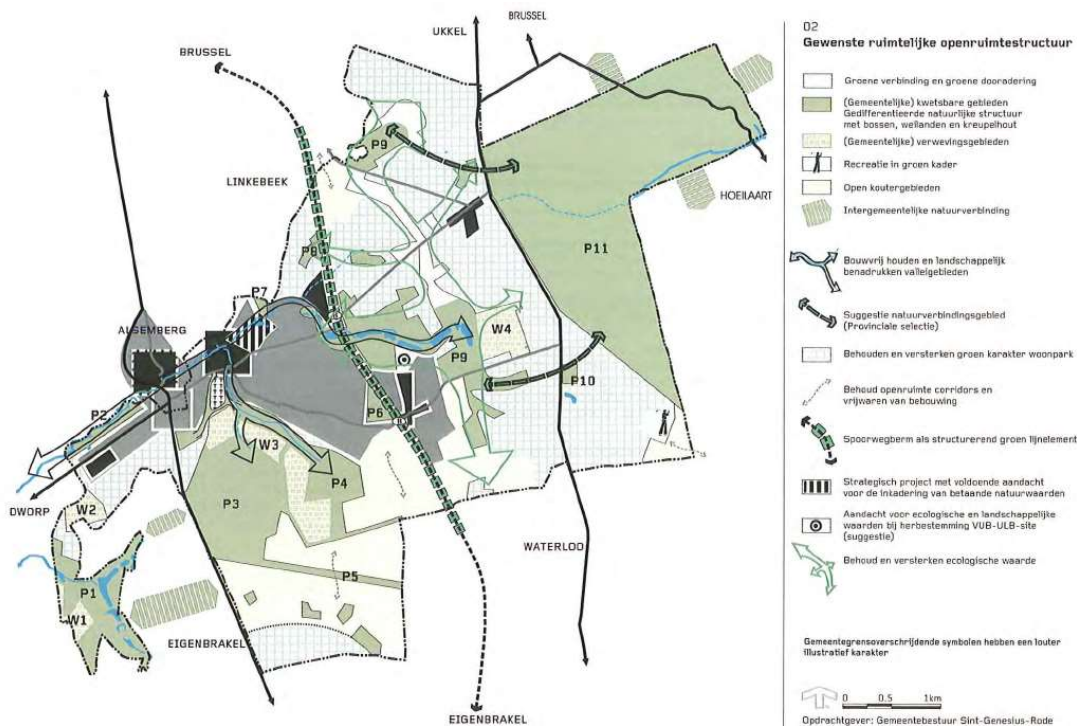 BRUSSEL
UKKEL
BRUSSEL
P9
LINKEBEEK
HOEILAART
P8
P11
P7
ALSEMBERG
W4
P9
P10
P2
P6
W3
P4
P3
DWORP
W2
WATERLOO
P5
P1
W1
EIGENBRAKEL
EIGENBRAKEL
02
Gewenste ruimtelijke openruimtestructuur
Groene verbinding en groene dooradering
(Gemeentelijke) kwetsbare gebieden
Gedifferentieerde natuurlijke structuur
met bossen, weilanden en kreupelhout
(Gemeentelijke) verwevingsgebieden
Recreatie in groen kader
Open koutergebieden
Intergemeentelijke natuurverbinding
Bouwvrij houden en landschappelijk
benadrukken valleigebieden
Suggestie natuurverbindingsgebied
(Provinciale selectie)
Behouden en versterken groen karakter woonpark
Behoud openruimte corridors en
vrijwaren van bebouwing
Spoorwegberm als structurerend groen lijnelement
Strategisch project met voldoende aandacht
voor de inkadering van betaande natuurwaarden
Aandacht voor ecologische en landschappelijke
waarden bij herbestemming VUB-ULB-site
(suggestie)
Behoud en versterken ecologische waarde
Gemeentegrensoverschrijdende symbolen hebben een louter
illustratief karakter
0 0.5 1km
Opdrachtgever: Gemeentebestuur Sint-Genesius-Rode